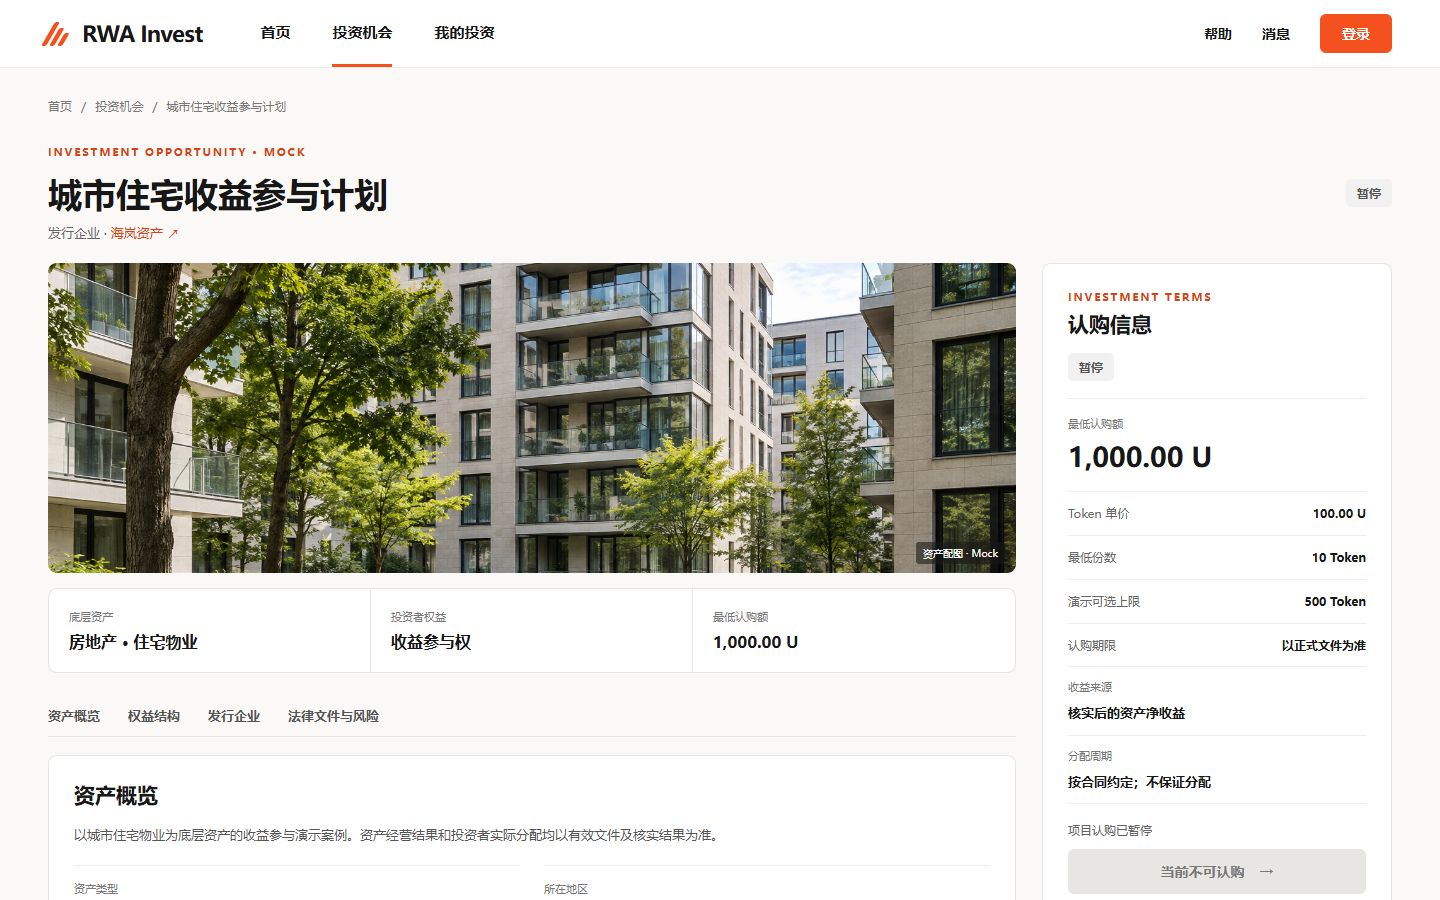 RWA Invest
首页
投资机会
我的投资
帮助
消息
登录
首页 / 投资机会 / 城市住宅收益参与计划
INVESTMENT OPPORTUNITY • MOCK
城市住宅收益参与计划
暂停
发行企业 · 海岚资产 ↗
资产配图 · Mock
底层资产
房地产 • 住宅物业
投资者权益
收益参与权
最低认购额
1,000.00 U
资产概览
权益结构
发行企业
法律文件与风险
资产概览
以城市住宅物业为底层资产的收益参与演示案例。资产经营结果和投资者实际分配均以有效文件及核实结果为准。
资产类型
所在地区
INVESTMENT TERMS
认购信息
暂停
最低认购额
1,000.00 U
Token 单价 100.00 U
最低份数 10 Token
演示可选上限 500 Token
认购期限 以正式文件为准
收益来源
核实后的资产净收益
分配周期
按合同约定；不保证分配
项目认购已暂停
当前不可认购 →